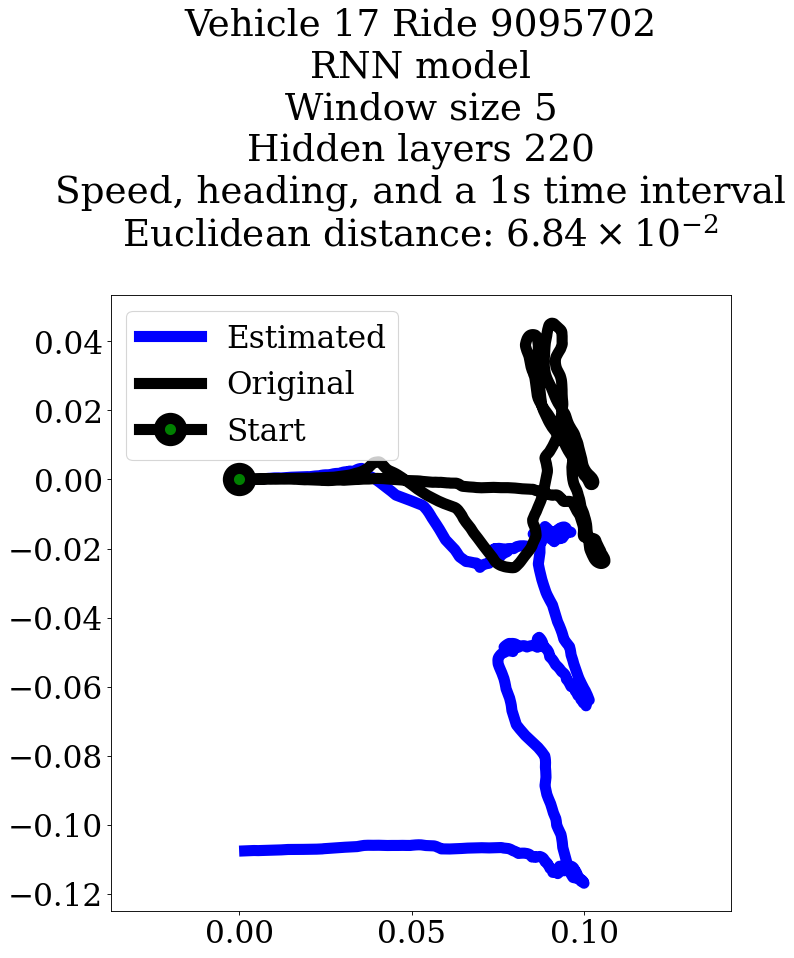 Vehicle 17 Ride 9095702
RNN model
Window size 5
Hidden layers 220
Speed, heading, and a 1s time interval
Euclidean distance: 6.84 × 10⁻²
Estimated
Original
Start
0.04
0.02
0.00
−0.02
−0.04
−0.06
−0.08
−0.10
−0.12
0.00 0.05 0.10